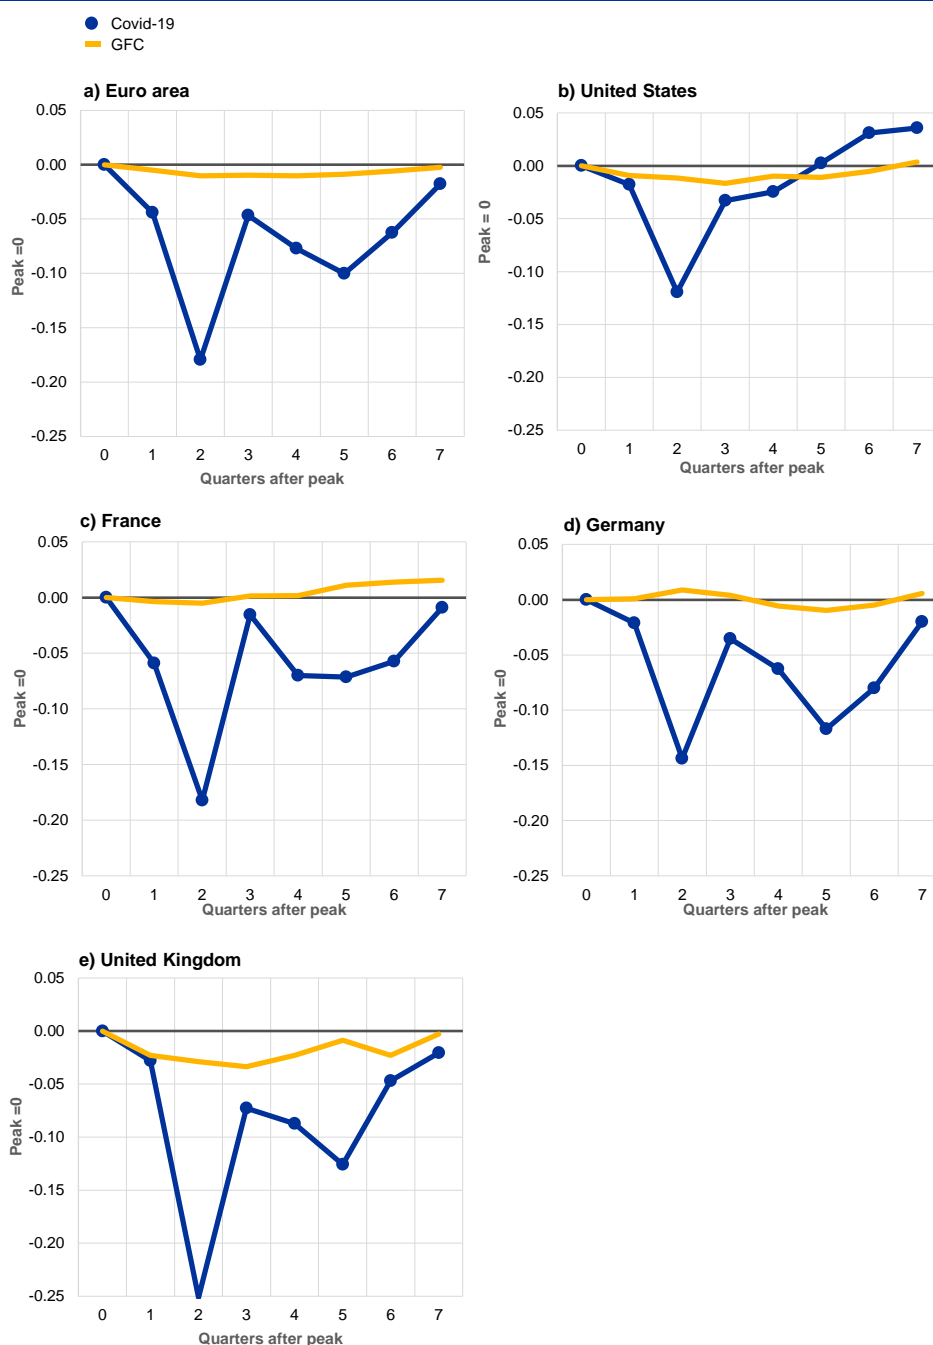 Covid-19
GFC
a) Euro area
0.05
0.00
-0.05
-0.10
-0.15
-0.20
-0.25
Peak =0
0 1 2 3 4 5 6 7
Quarters after peak
b) United States
0.05
0.00
-0.05
-0.10
-0.15
-0.20
-0.25
Peak = 0
0 1 2 3 4 5 6 7
Quarters after peak
c) France
0.05
0.00
-0.05
-0.10
-0.15
-0.20
-0.25
Peak =0
0 1 2 3 4 5 6 7
Quarters after peak
d) Germany
0.05
0.00
-0.05
-0.10
-0.15
-0.20
-0.25
Peak =0
0 1 2 3 4 5 6 7
Quarters after peak
e) United Kingdom
0.05
0.00
-0.05
-0.10
-0.15
-0.20
-0.25
Peak =0
0 1 2 3 4 5 6 7
Quarters after peak